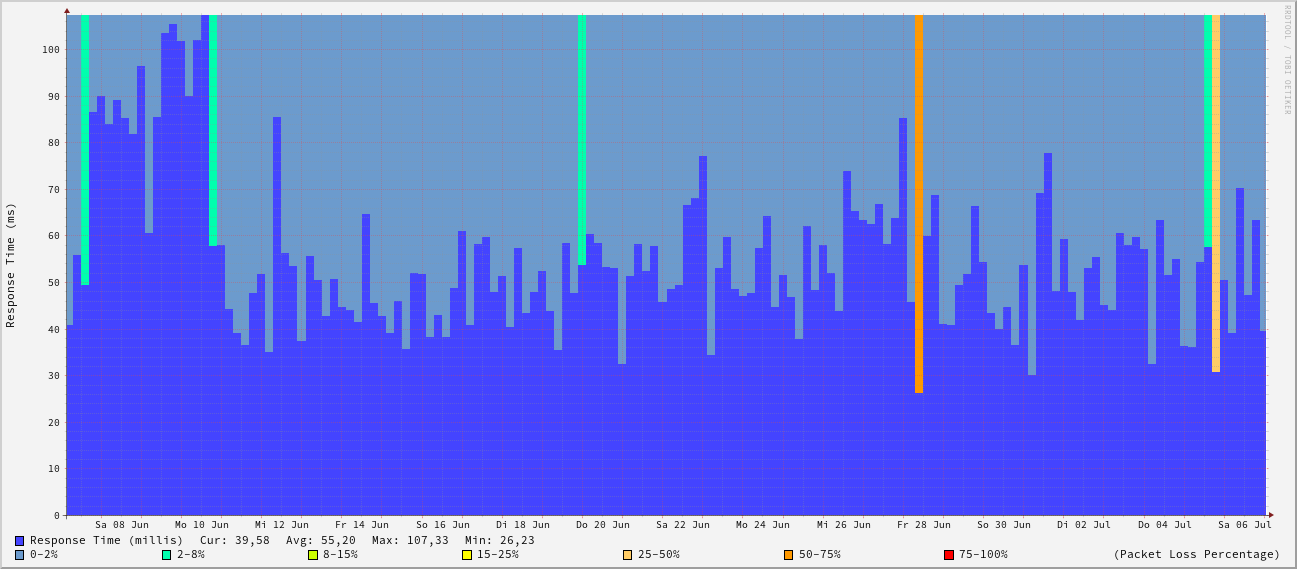 RRDTOOL / TOBI OETIKER
Response Time (ms)
100
90
80
70
60
50
40
30
20
10
0
Sa 08 Jun Mo 10 Jun Mi 12 Jun Fr 14 Jun So 16 Jun Di 18 Jun Do 20 Jun Sa 22 Jun Mo 24 Jun Mi 26 Jun Fr 28 Jun So 30 Jun Di 02 Jul Do 04 Jul Sa 06 Jul
Response Time (millis) Cur: 39,58 Avg: 55,20 Max: 107,33 Min: 26,23
0-2% 2-8% 8-15% 15-25% 25-50% 50-75% 75-100% (Packet Loss Percentage)